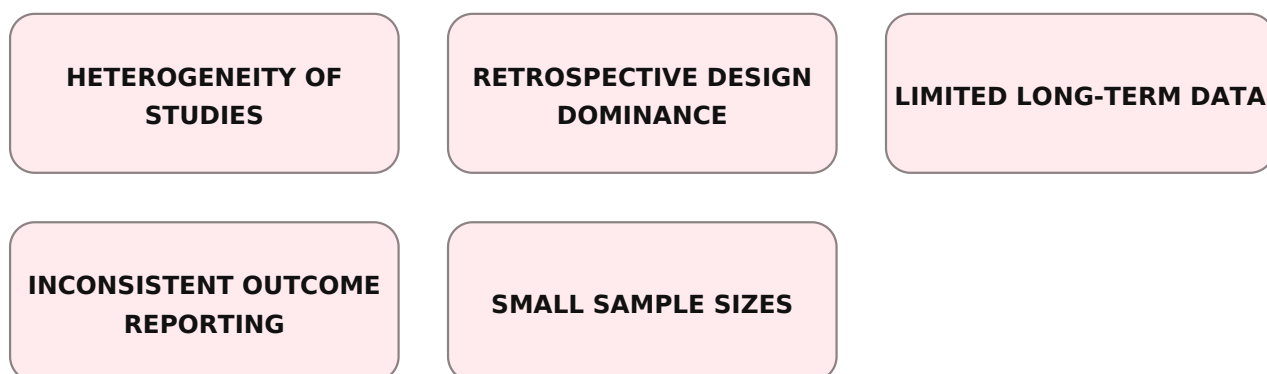 HETEROGENEITY OF
STUDIES
RETROSPECTIVE DESIGN
DOMINANCE
LIMITED LONG-TERM DATA
INCONSISTENT OUTCOME
REPORTING
SMALL SAMPLE SIZES